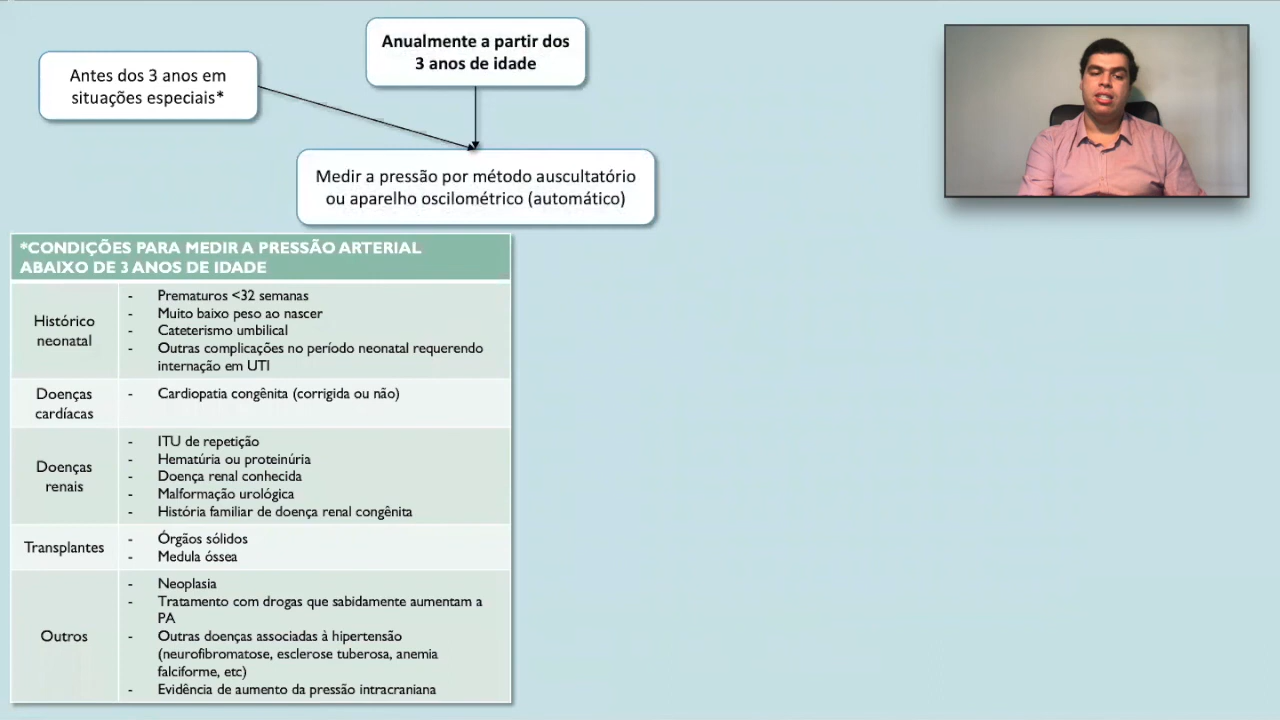 Anualmente a partir dos
3 anos de idade
Antes dos 3 anos em
situações especiais*
Medir a pressão por método auscultatório
ou aparelho oscilométrico (automático)
*CONDIÇÕES PARA MEDIR A PRESSÃO ARTERIAL
ABAIXO DE 3 ANOS DE IDADE
Histórico
neonatal
- Prematuros <32 semanas
- Muito baixo peso ao nascer
- Cateterismo umbilical
- Outras complicações no período neonatal requerendo
internação em UTI
Doenças
cardíacas
- Cardiopatia congênita (corrigida ou não)
Doenças
renais
- ITU de repetição
- Hematúria ou proteinúria
- Doença renal conhecida
- Malformação urológica
- História familiar de doença renal congênita
Transplantes
- Órgãos sólidos
- Medula óssea
Outros
- Neoplasia
- Tratamento com drogas que sabidamente aumentam a
PA
- Outras doenças associadas à hipertensão
(neurofibromatose, esclerose tuberosa, anemia
falciforme, etc)
- Evidência de aumento da pressão intracraniana